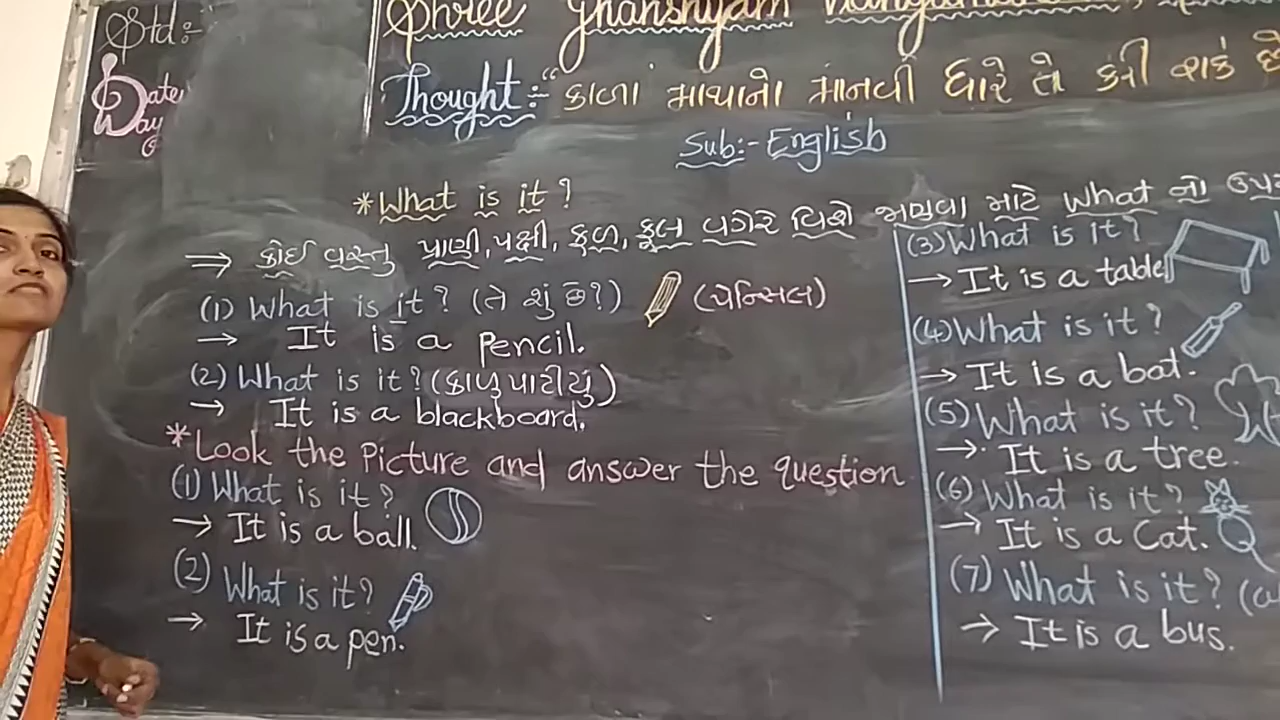 Std:-
Date
Day
Shree Ghanshyam
Thought:- "કાળા માથાનો માનવી ધારે તો કરી શકે છે
Sub:- English
*What is it?
→ કોઈ વસ્તુ પ્રાણી, પક્ષી, ફળ, ફૂલ વગેરે વિશે જાણવા માટે What નો
(1) What is it? (તે શું છે?) (પેન્સિલ)
→ It is a pencil.
(2) What is it? (કાળુ પાટીયું)
→ It is a blackboard.
*Look the Picture and answer the question
(1) What is it?
→ It is a ball.
(2) What is it?
→ It is a pen.
(3) What is it?
→ It is a table
(4) What is it?
→ It is a bat.
(5) What is it?
→ It is a tree.
(6) What is it?
→ It is a Cat.
(7) What is it?
→ It is a bus.